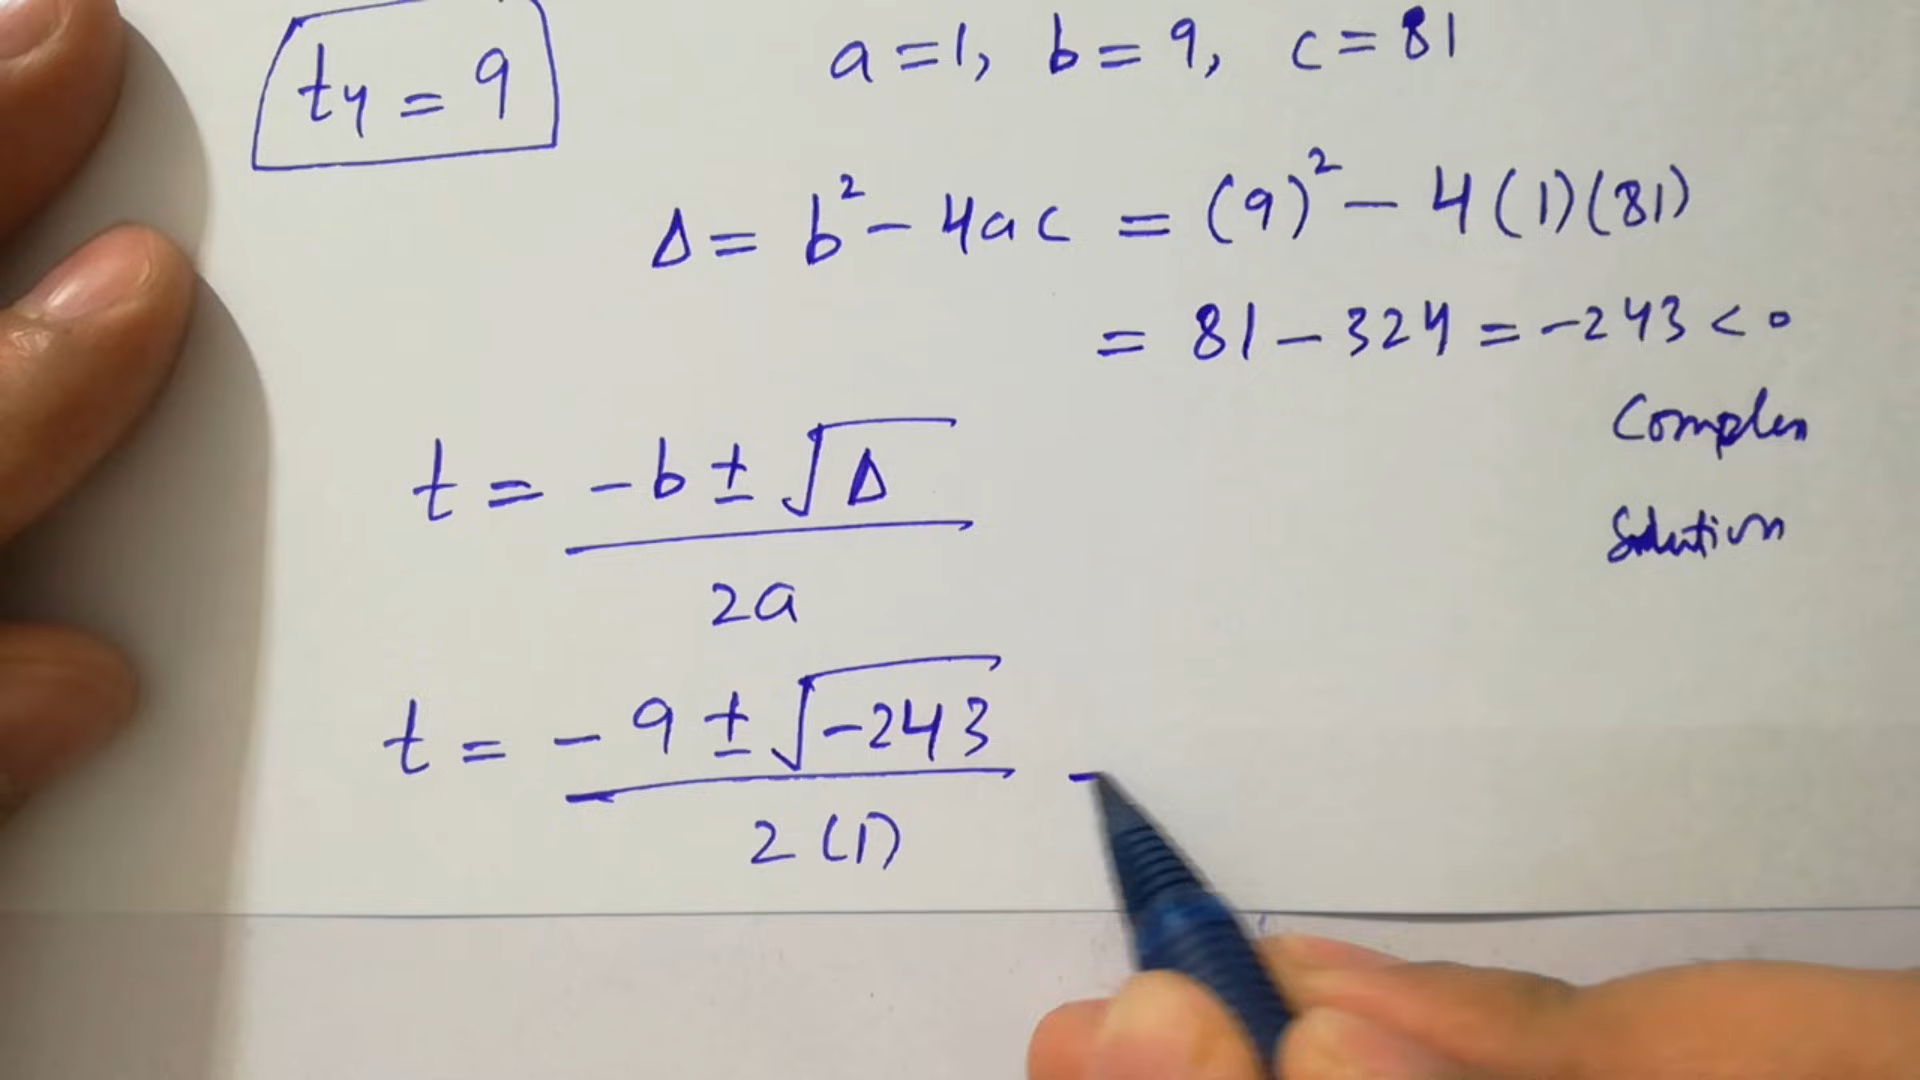 t4 = 9
a = 1, b = 9, c = 81
Δ = b² - 4ac = (9)² - 4(1)(81)
= 81 - 324 = -243 < 0
Complex
Solution
t = -b ± √Δ / 2a
t = -9 ± √-243 / 2(1)